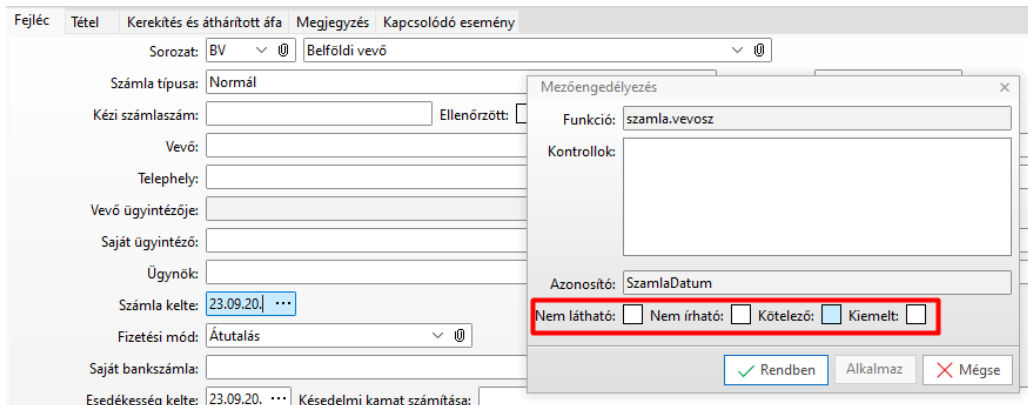 Fejléc Tétel Kerekítés és áthárított áfa Megjegyzés Kapcsolódó esemény
Sorozat: BV Belföldi vevő
Számla típusa: Normál
Kézi számlaszám: Ellenőrzött:
Vevő:
Telephely:
Vevő ügyintézője:
Saját ügyintéző:
Ügynök:
Számla kelte: 23.09.20. ...
Fizetési mód: Átutalás
Saját bankszámla:
Esedékesség kelte: 23.09.20. ... Késedelmi kamat számítása:
Mezőengedélyezés
Funkció: szamla.vevosz
Kontrollok:
Azonosító: SzamlaDatum
Nem látható: Nem írható: Kötelező: Kiemelt:
Rendben Alkalmaz Mégse